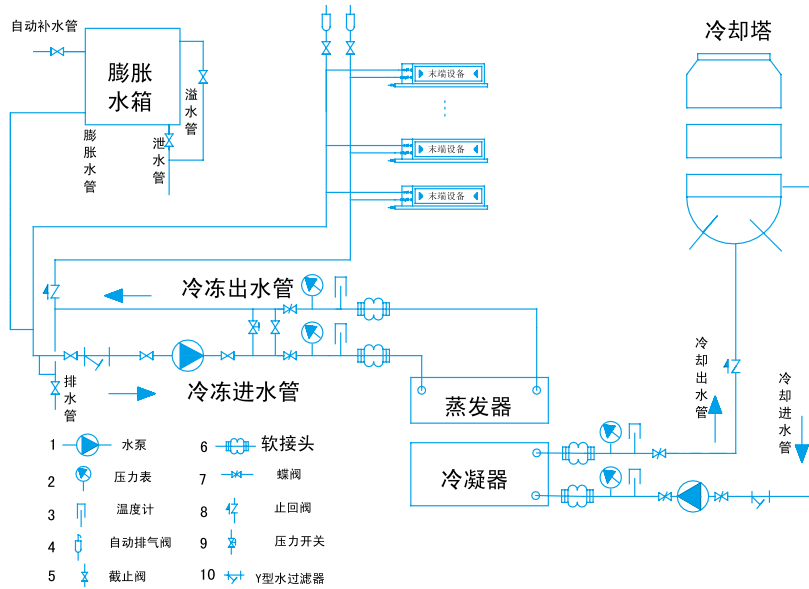 自动补水管
膨胀
水箱
溢水管
泄水管
膨胀水管
末端设备
末端设备
末端设备
冷却塔
冷冻出水管
冷冻进水管
排水管
蒸发器
冷凝器
冷却出水管
冷却进水管
1 水泵
2 压力表
3 温度计
4 自动排气阀
5 截止阀
6 软接头
7 蝶阀
8 止回阀
9 压力开关
10 Y型水过滤器